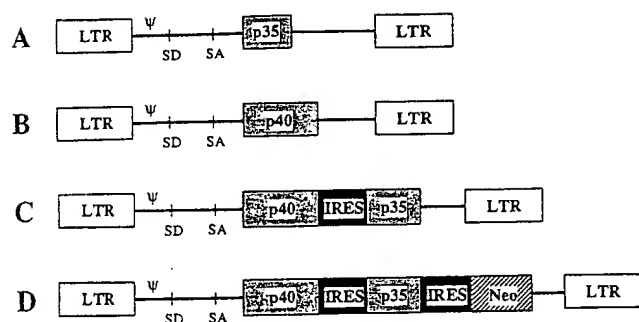 A LTR ψ SD SA p35 LTR
B LTR ψ SD SA p40 LTR
C LTR ψ SD SA p40 IRES p35 LTR
D LTR ψ SD SA p40 IRES p35 IRES Neo LTR